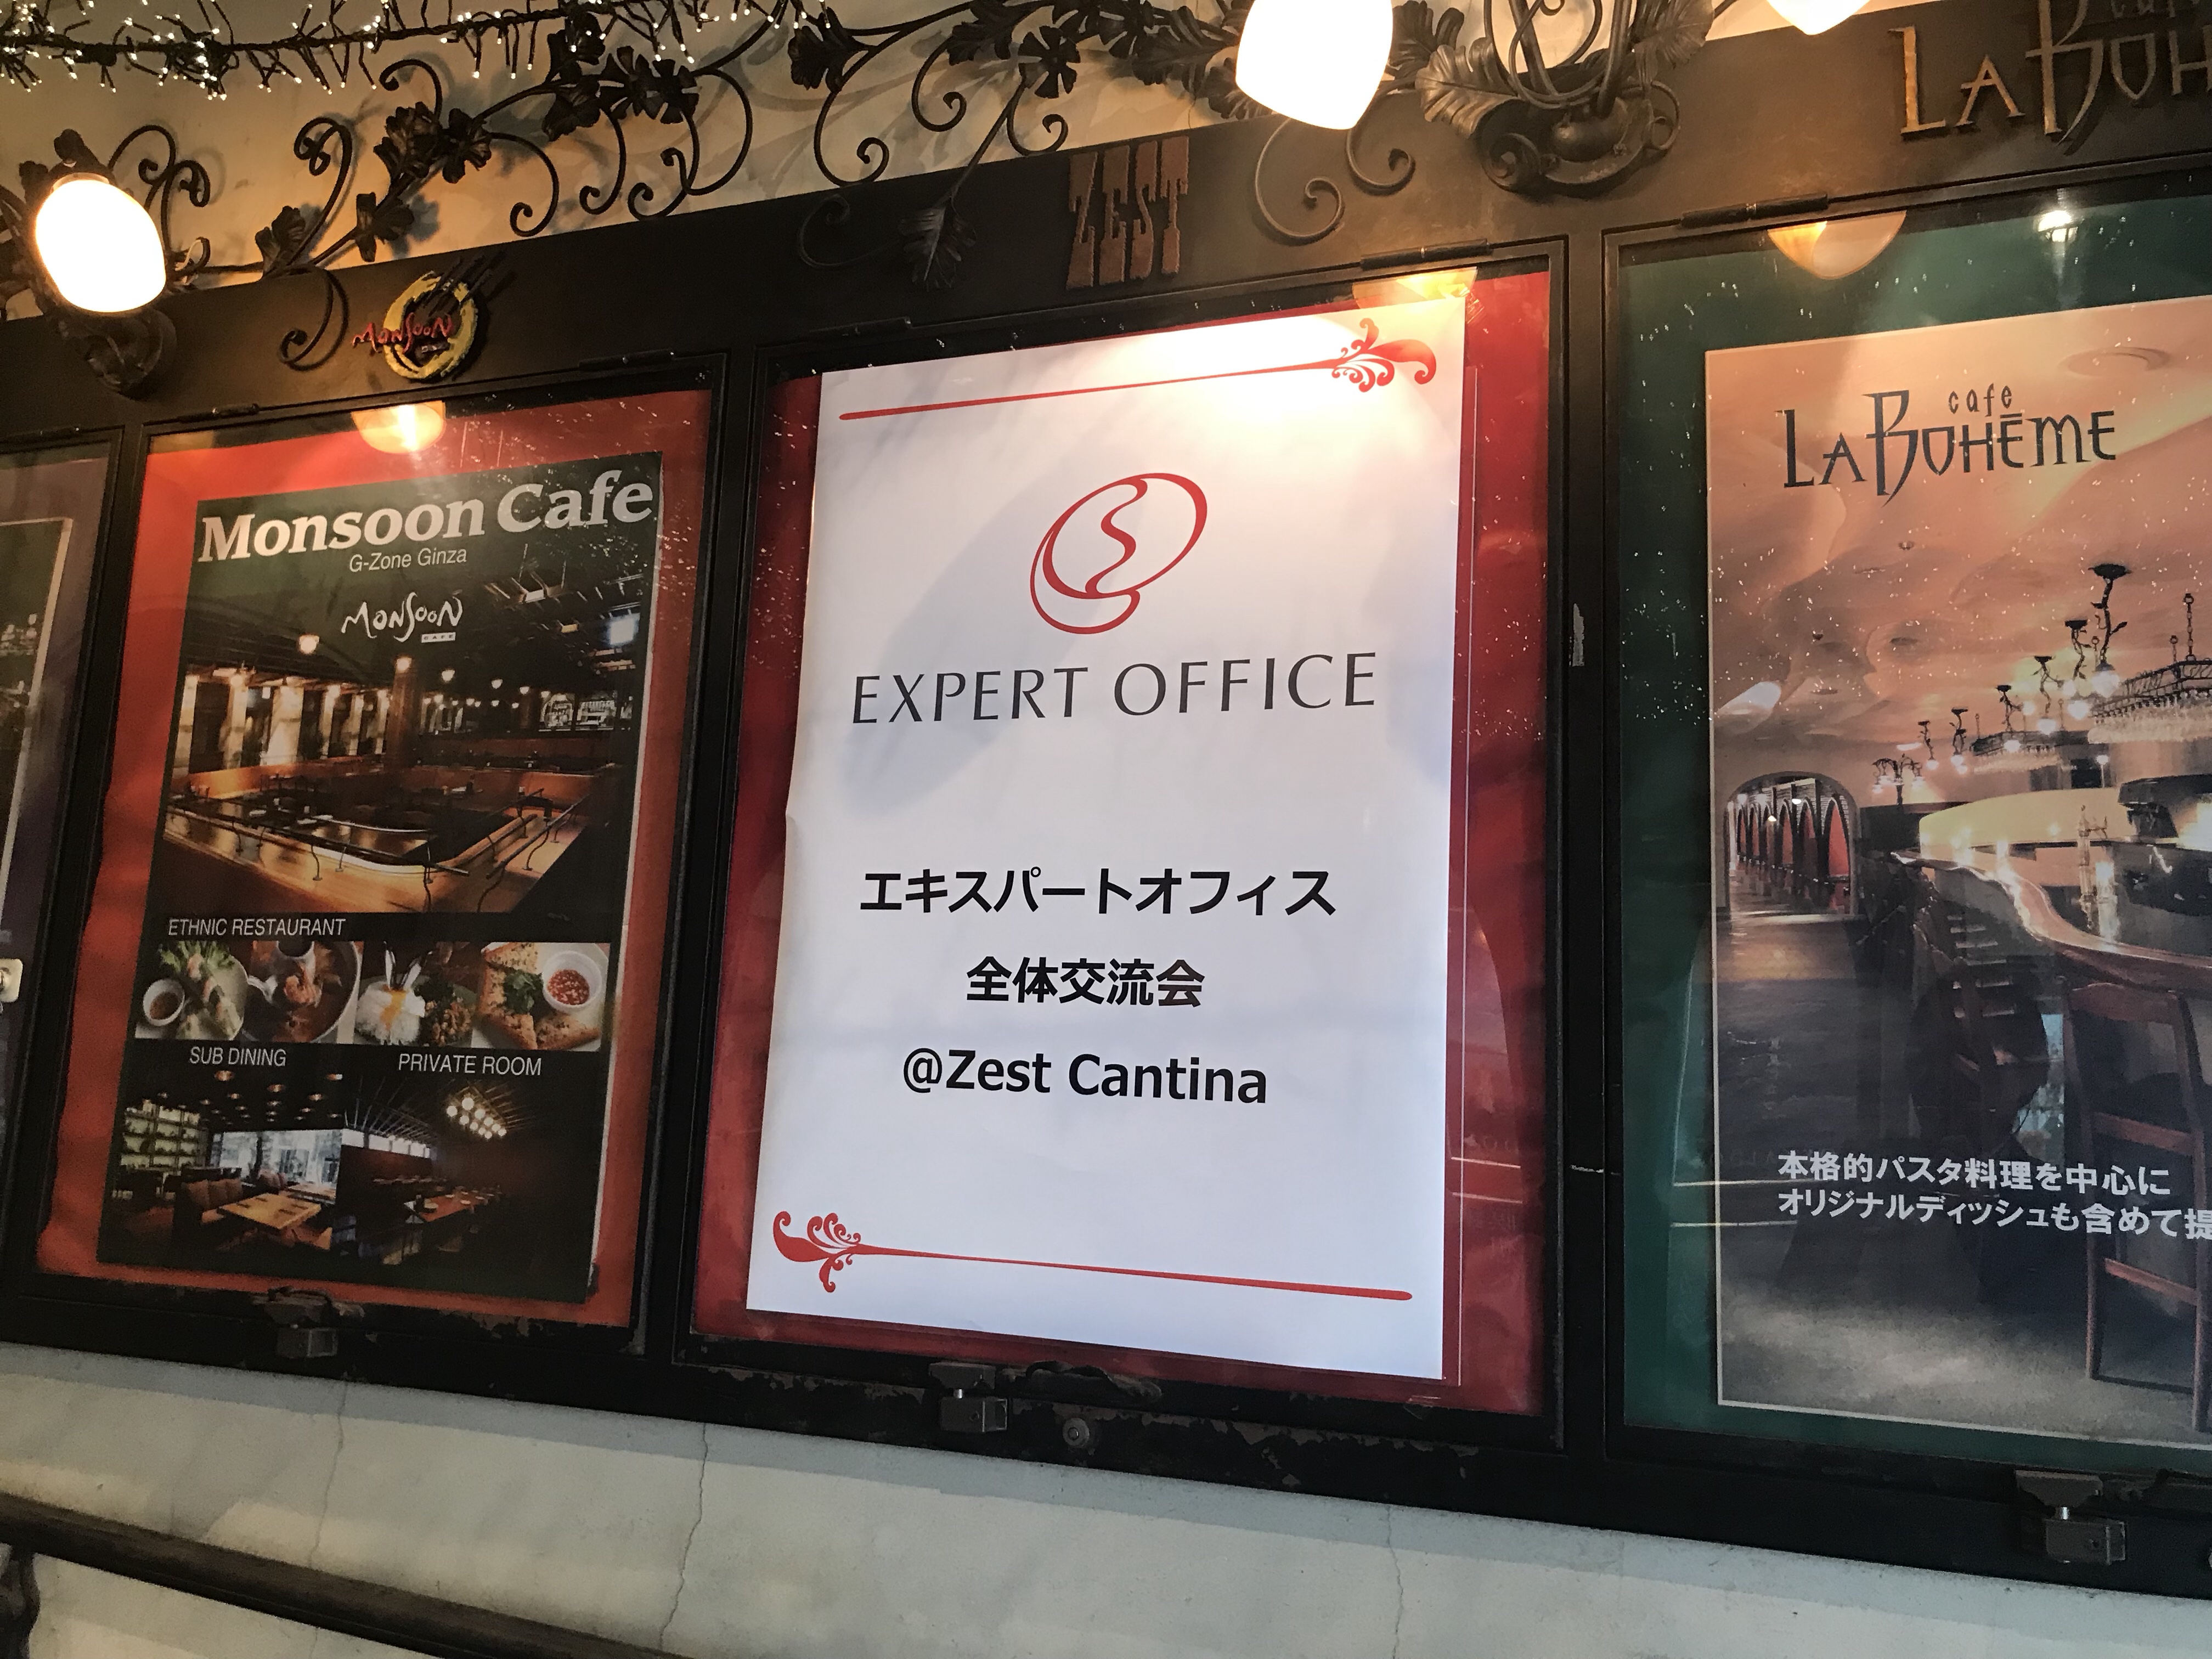 MONSOON
ZEST
LA BOH
Monsoon Cafe
G-Zone Ginza
MONSOON
CAFE
ETHNIC RESTAURANT
SUB DINING
PRIVATE ROOM
EXPERT OFFICE
エキスパートオフィス
全体交流会
@Zest Cantina
cafe
LA BOHĒME
本格的パスタ料理を中心に
オリジナルディッシュも含めて提